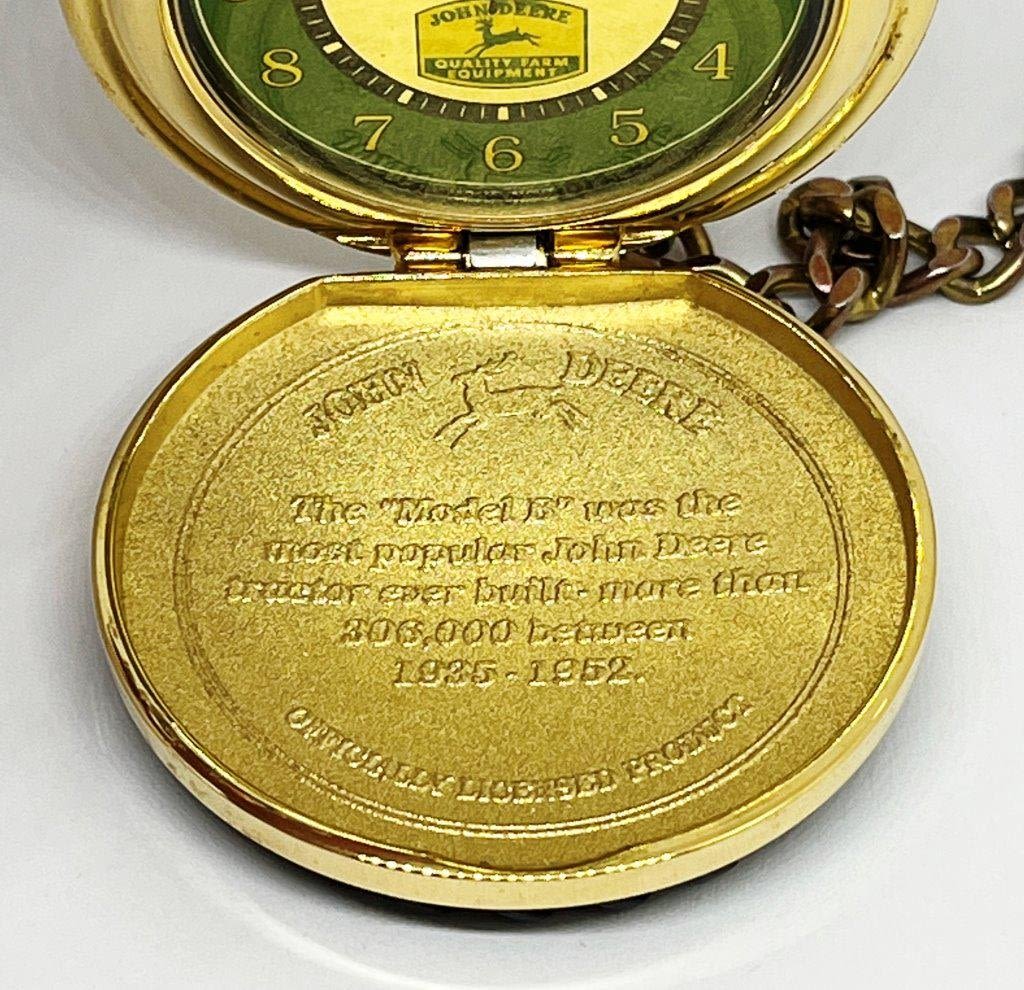 JOHN DEERE
QUALITY FARM
EQUIPMENT
8 4
7 5
6
JOHN DEERE
The "Model B" was the
most popular John Deere
tractor ever built- more than
306,000 between
1935 - 1952.
OFFICIALLY LICENSED PRODUCT